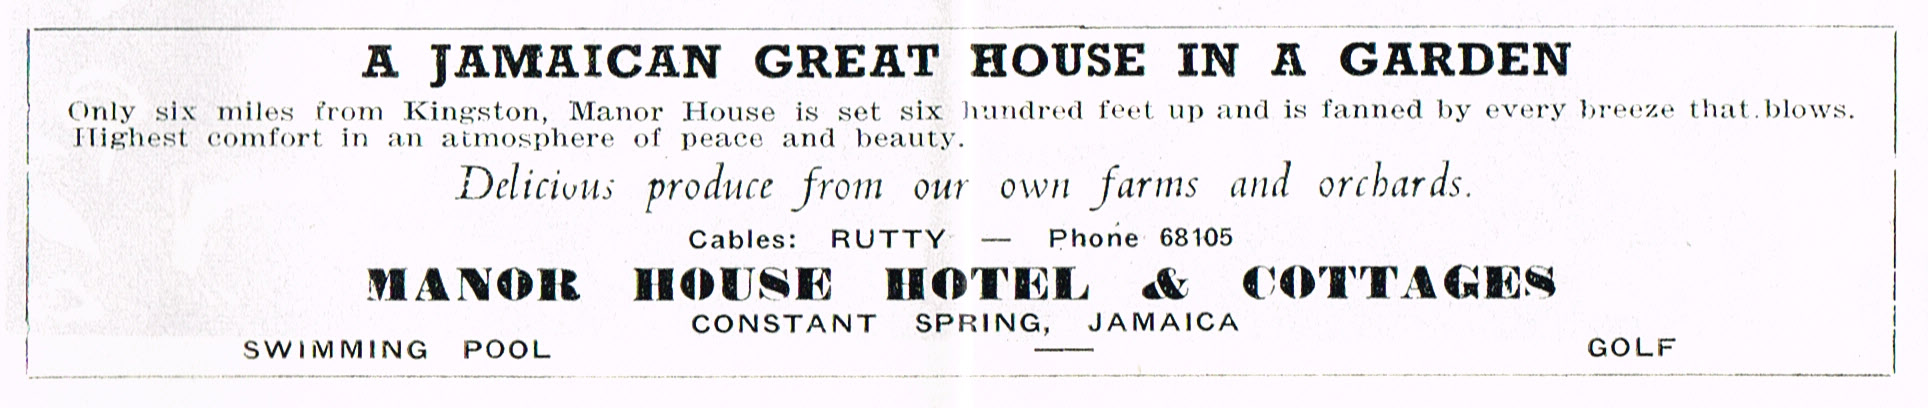 A JAMAICAN GREAT HOUSE IN A GARDEN
Only six miles from Kingston, Manor House is set six hundred feet up and is fanned by every breeze that blows.
Highest comfort in an atmosphere of peace and beauty.
Delicious produce from our own farms and orchards.
Cables: RUTTY — Phone 68105
MANOR HOUSE HOTEL & COTTAGES
CONSTANT SPRING, JAMAICA
SWIMMING POOL — GOLF